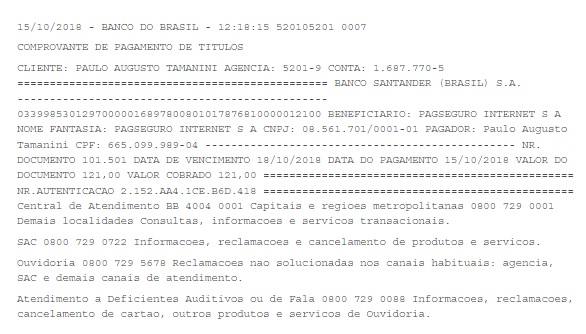 15/10/2018 - BANCO DO BRASIL - 12:18:15 520105201 0007
COMPROVANTE DE PAGAMENTO DE TITULOS
CLIENTE: PAULO AUGUSTO TAMANINI AGENCIA: 5201-9 CONTA: 1.687.770-5
================================================ BANCO SANTANDER (BRASIL) S.A.
------------------------------------------------
03399853012970000016897800801017876810000012100 BENEFICIARIO: PAGSEGURO INTERNET S A
NOME FANTASIA: PAGSEGURO INTERNET S A CNPJ: 08.561.701/0001-01 PAGADOR: Paulo Augusto
Tamanini CPF: 665.099.989-04 ------------------------------------------------ NR.
DOCUMENTO 101.501 DATA DE VENCIMENTO 18/10/2018 DATA DO PAGAMENTO 15/10/2018 VALOR DO
DOCUMENTO 121,00 VALOR COBRADO 121,00 ================================================
NR.AUTENTICACAO 2.152.AA4.1CE.B6D.418 ================================================
Central de Atendimento BB 4004 0001 Capitais e regioes metropolitanas 0800 729 0001
Demais localidades Consultas, informacoes e servicos transacionais.
SAC 0800 729 0722 Informacoes, reclamacoes e cancelamento de produtos e servicos.
Ouvidoria 0800 729 5678 Reclamacoes nao solucionadas nos canais habituais: agencia,
SAC e demais canais de atendimento.
Atendimento a Deficientes Auditivos ou de Fala 0800 729 0088 Informacoes, reclamacoes,
cancelamento de cartao, outros produtos e servicos de Ouvidoria.